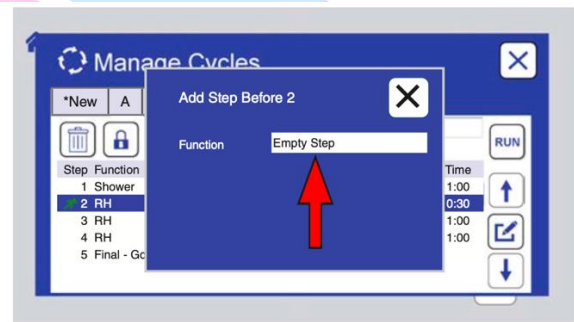 Manage Cycles
*New A
Add Step Before 2
Function Empty Step
RUN
Step Function Time
1 Shower 1:00
2 RH 0:30
3 RH 1:00
4 RH 1:00
5 Final - Go